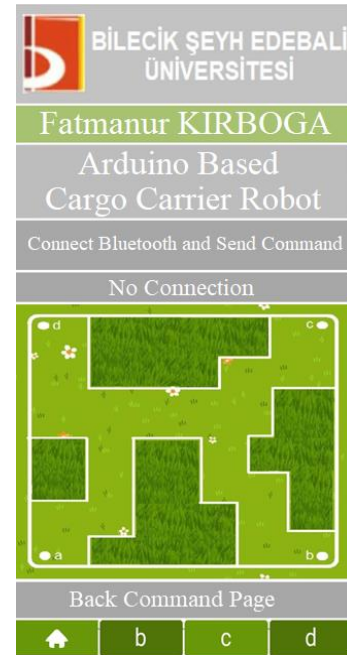 BİLECİK ŞEYH EDEBALİ
ÜNİVERSİTESİ
Fatmanur KIRBOGA
Arduino Based
Cargo Carrier Robot
Connect Bluetooth and Send Command
No Connection
d
c
a
b
Back Command Page
b
c
d